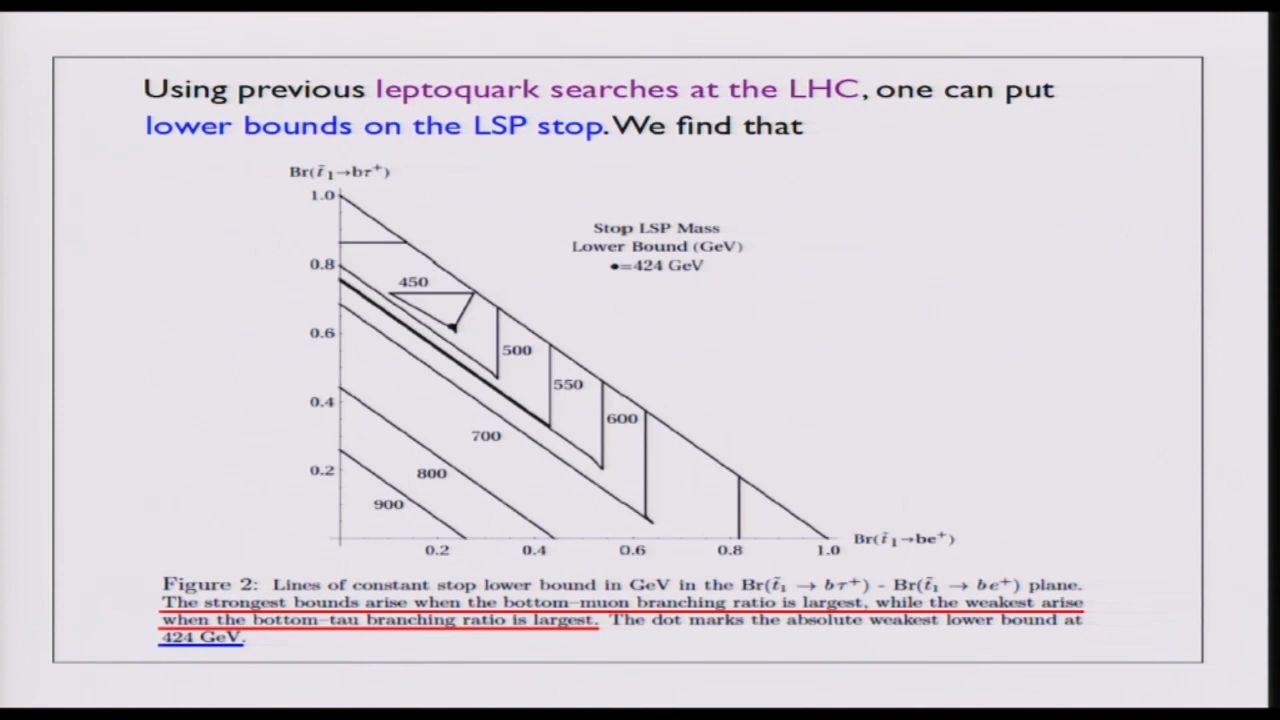 Using previous leptoquark searches at the LHC, one can put
lower bounds on the LSP stop. We find that
Br(t̃₁→bτ⁺)
1.0
Stop LSP Mass
Lower Bound (GeV)
•=424 GeV
0.8
450
0.6
500
550
0.4
600
700
0.2
800
900
Br(t̃₁→be⁺)
0.2 0.4 0.6 0.8 1.0
Figure 2: Lines of constant stop lower bound in GeV in the Br(t̃₁ → bτ⁺) - Br(t̃₁ → be⁺) plane.
The strongest bounds arise when the bottom–muon branching ratio is largest, while the weakest arise
when the bottom–tau branching ratio is largest. The dot marks the absolute weakest lower bound at
424 GeV.